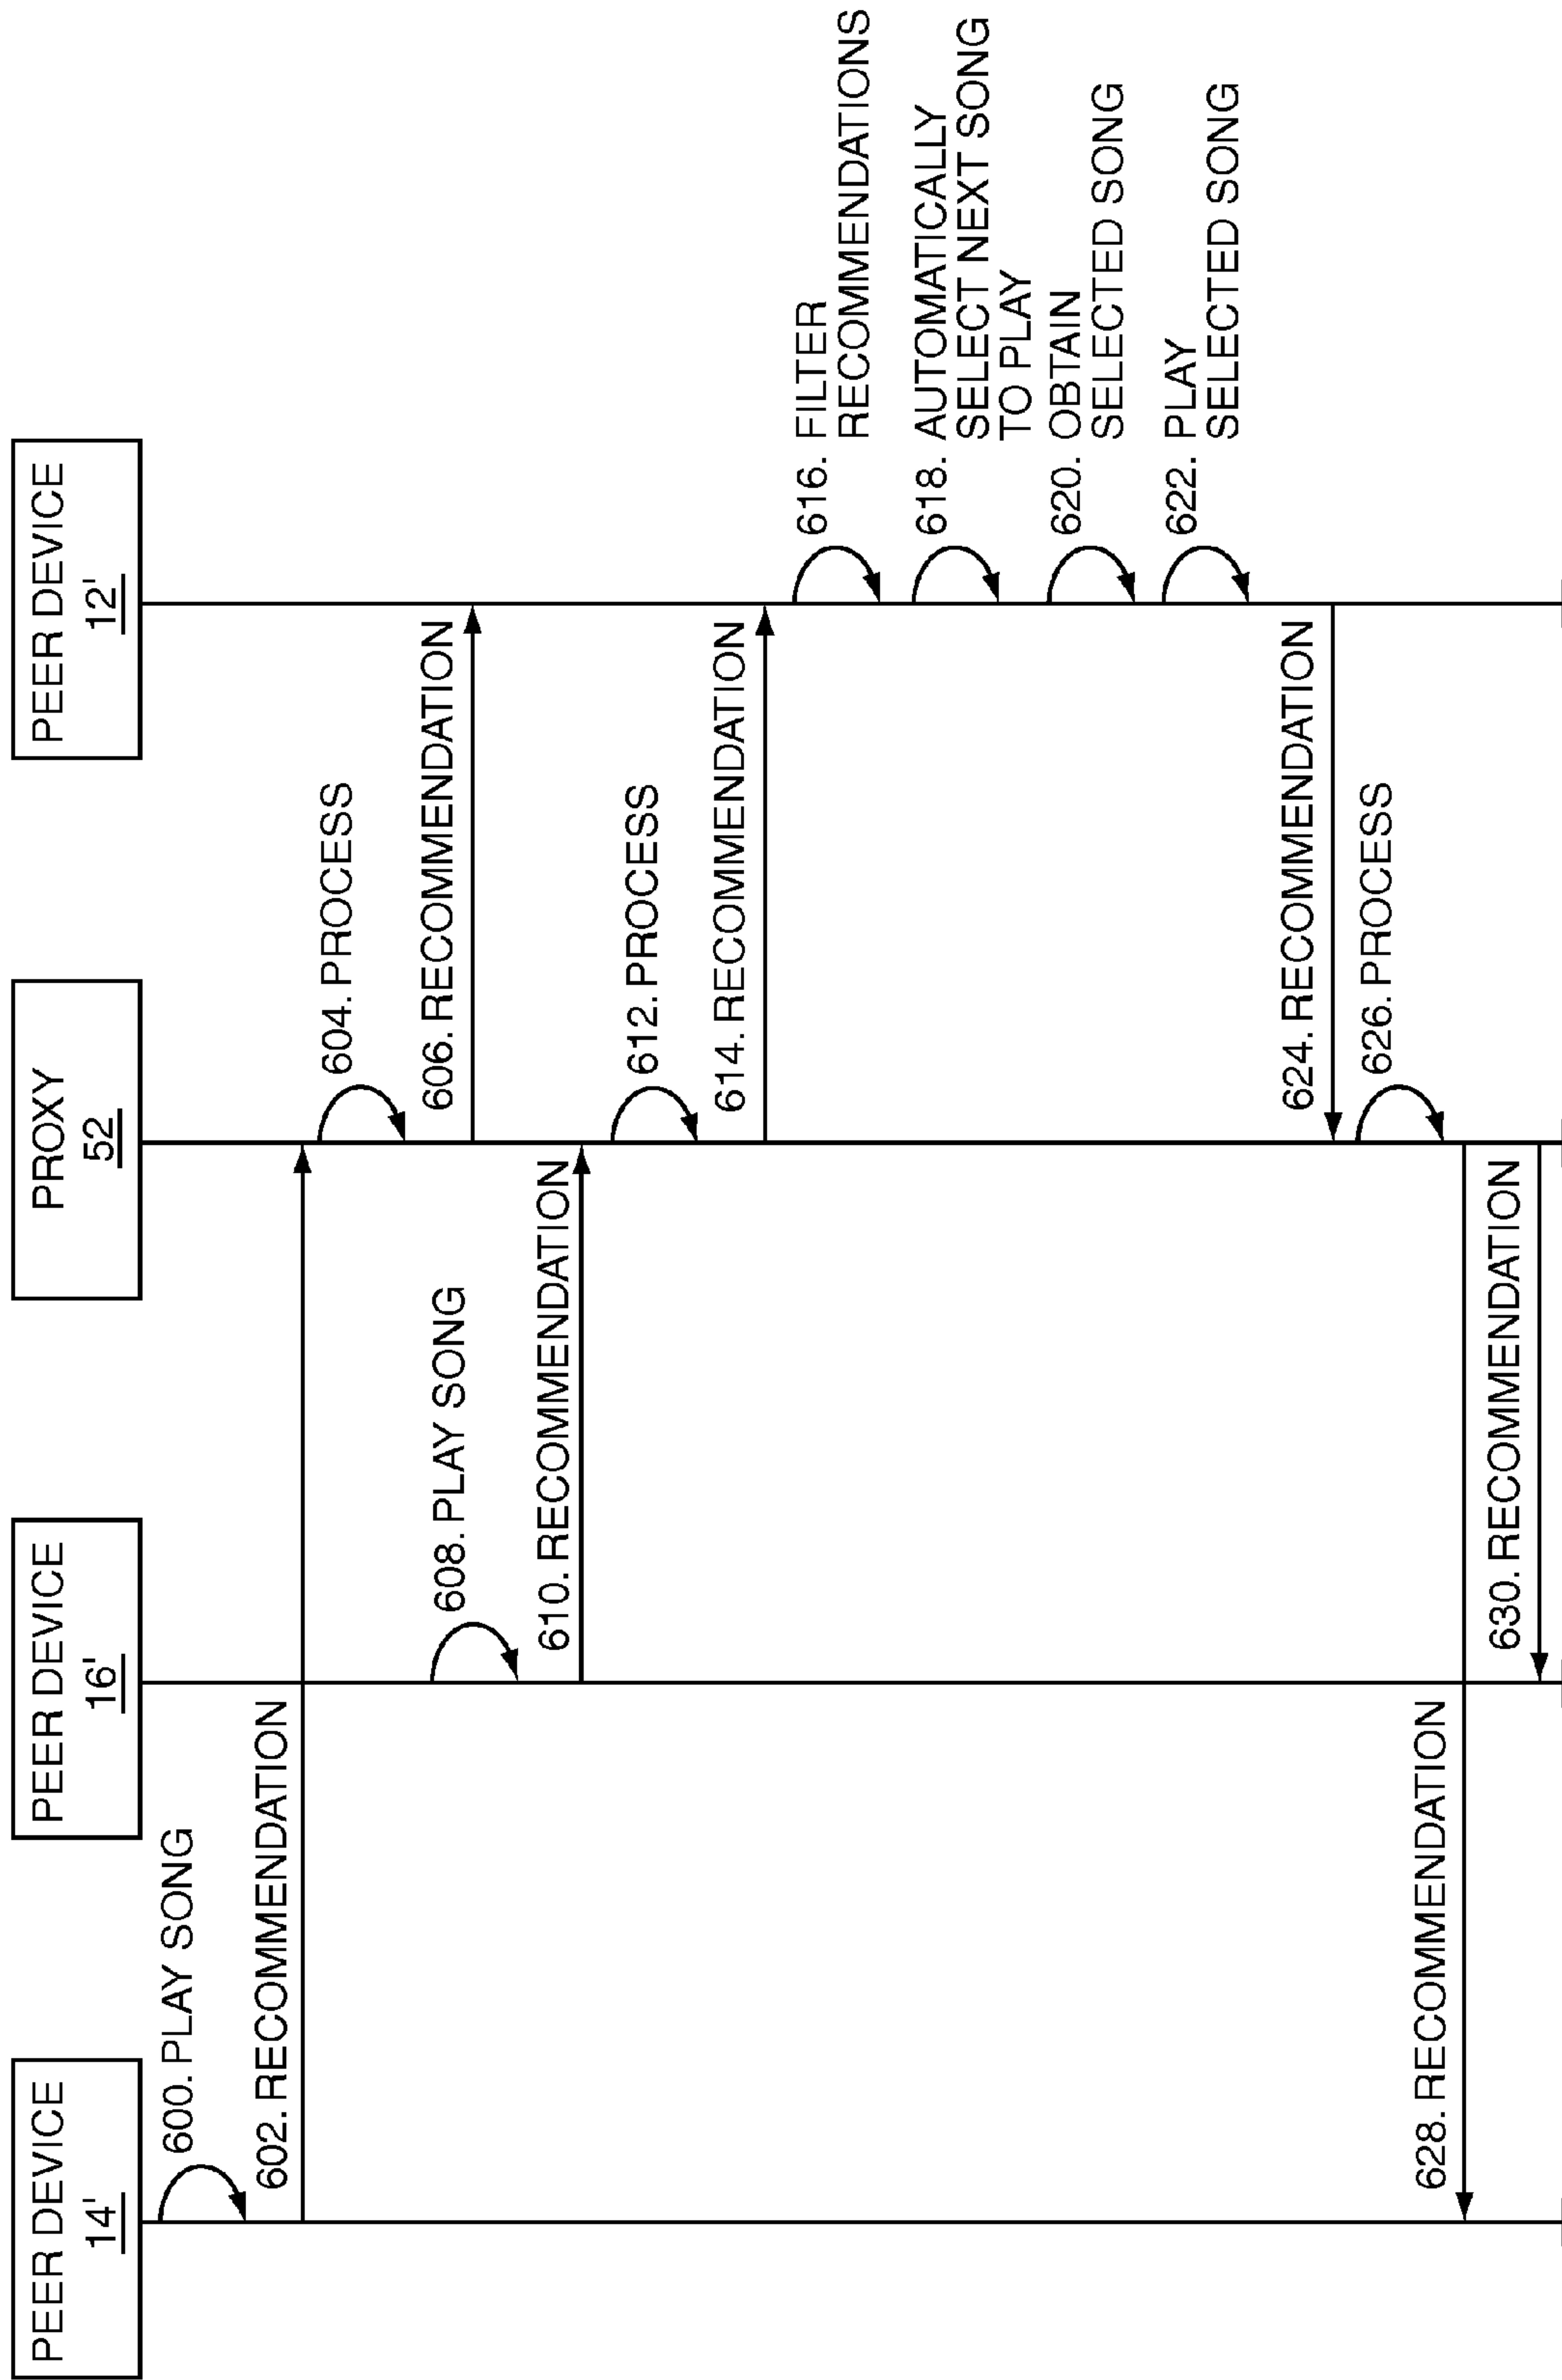 PEER DEVICE
14'
PEER DEVICE
16'
PROXY
52
PEER DEVICE
12'
600. PLAY SONG
602. RECOMMENDATION
604. PROCESS
606. RECOMMENDATION
608. PLAY SONG
610. RECOMMENDATION
612. PROCESS
614. RECOMMENDATION
616. FILTER
RECOMMENDATIONS
618. AUTOMATICALLY
SELECT NEXT SONG
TO PLAY
620. OBTAIN
SELECTED SONG
622. PLAY
SELECTED SONG
624. RECOMMENDATION
626. PROCESS
628. RECOMMENDATION
630. RECOMMENDATION